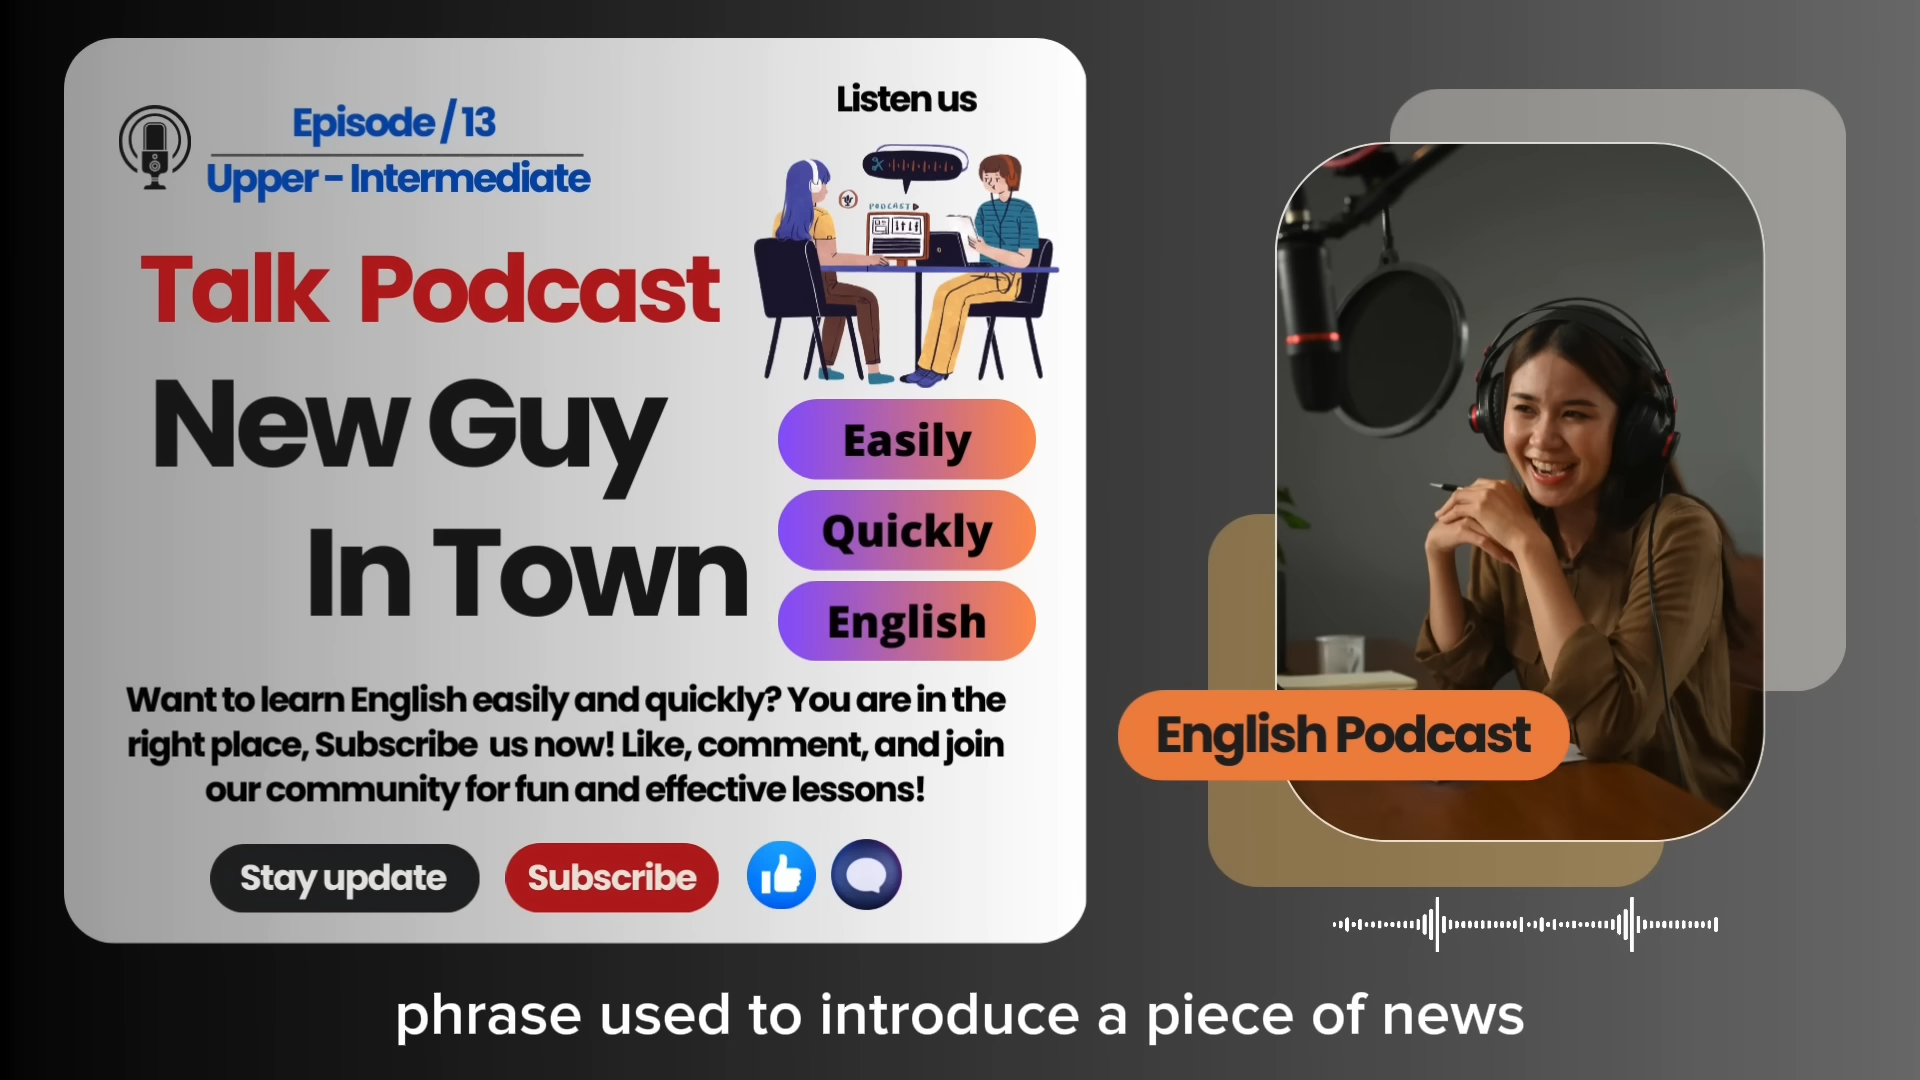 Episode / 13
Upper - Intermediate
Listen us
PODCAST
Talk Podcast
New Guy
In Town
Easily
Quickly
English
Want to learn English easily and quickly? You are in the
right place, Subscribe us now! Like, comment, and join
our community for fun and effective lessons!
Stay update
Subscribe
English Podcast
phrase used to introduce a piece of news